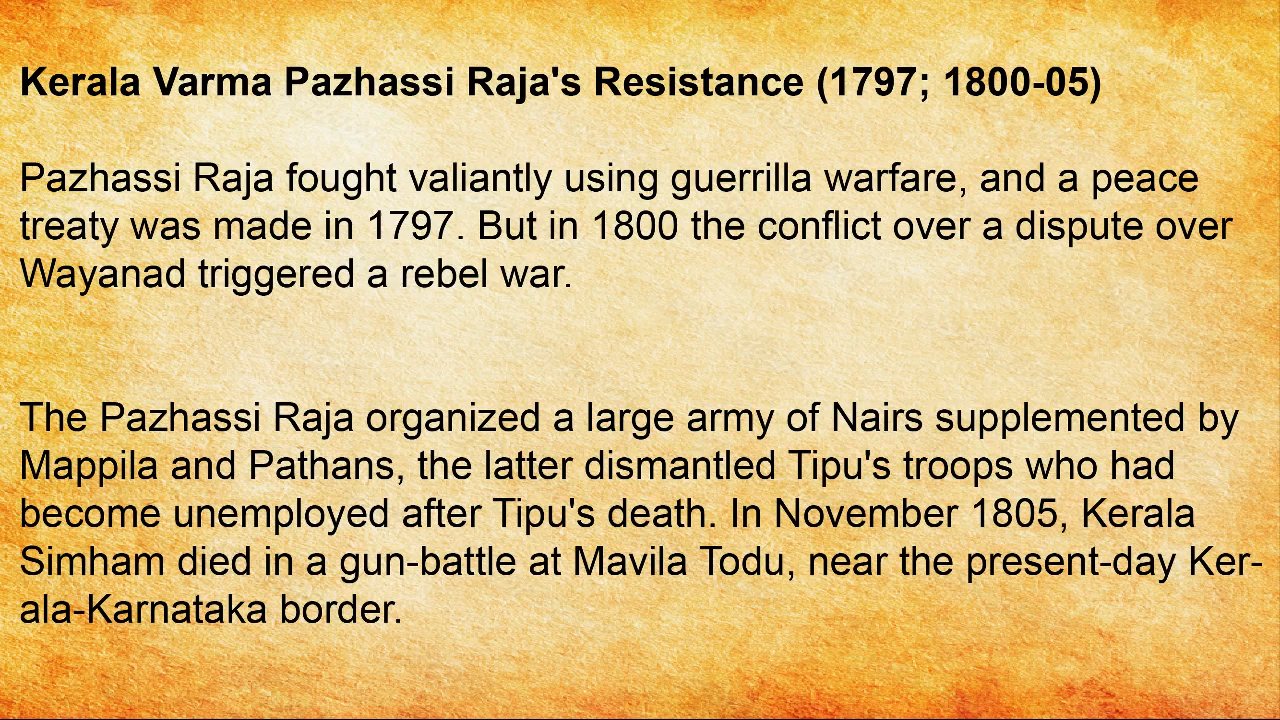 Kerala Varma Pazhassi Raja's Resistance (1797; 1800-05)
Pazhassi Raja fought valiantly using guerrilla warfare, and a peace
treaty was made in 1797. But in 1800 the conflict over a dispute over
Wayanad triggered a rebel war.
The Pazhassi Raja organized a large army of Nairs supplemented by
Mappila and Pathans, the latter dismantled Tipu's troops who had
become unemployed after Tipu's death. In November 1805, Kerala
Simham died in a gun-battle at Mavila Todu, near the present-day Ker-
ala-Karnataka border.